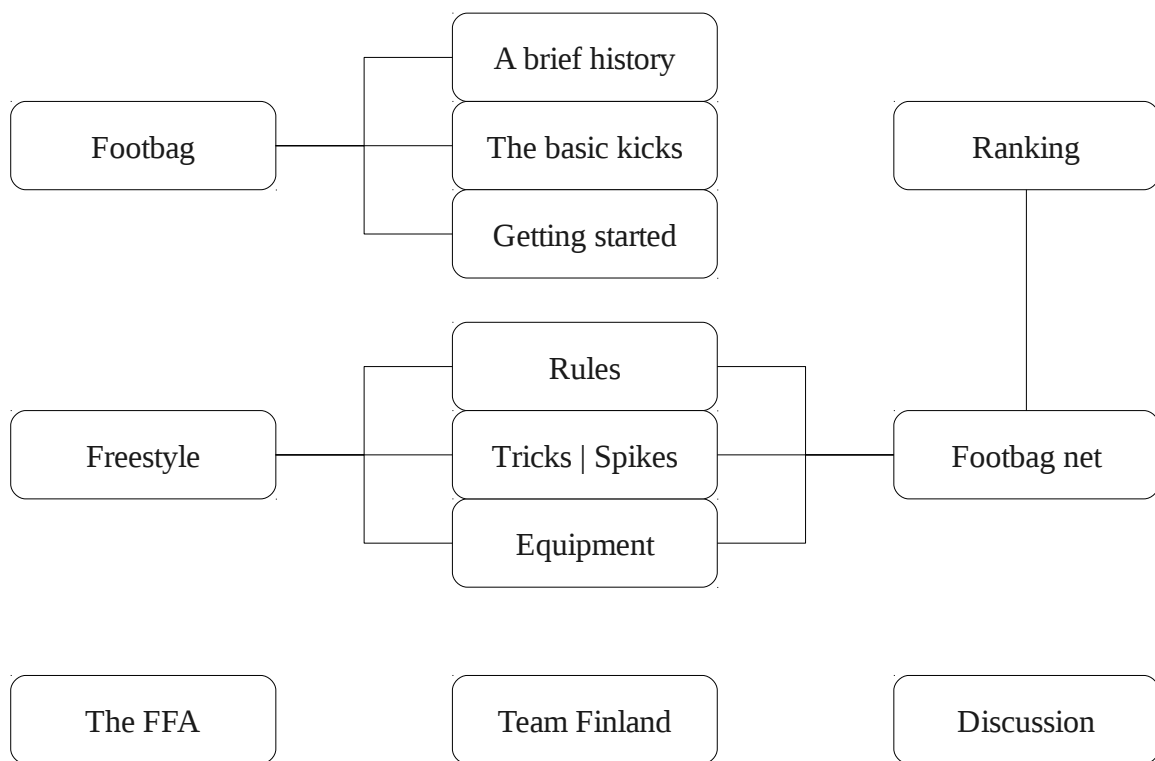 A brief history
Footbag
The basic kicks
Ranking
Getting started
Rules
Freestyle
Tricks | Spikes
Footbag net
Equipment
The FFA
Team Finland
Discussion